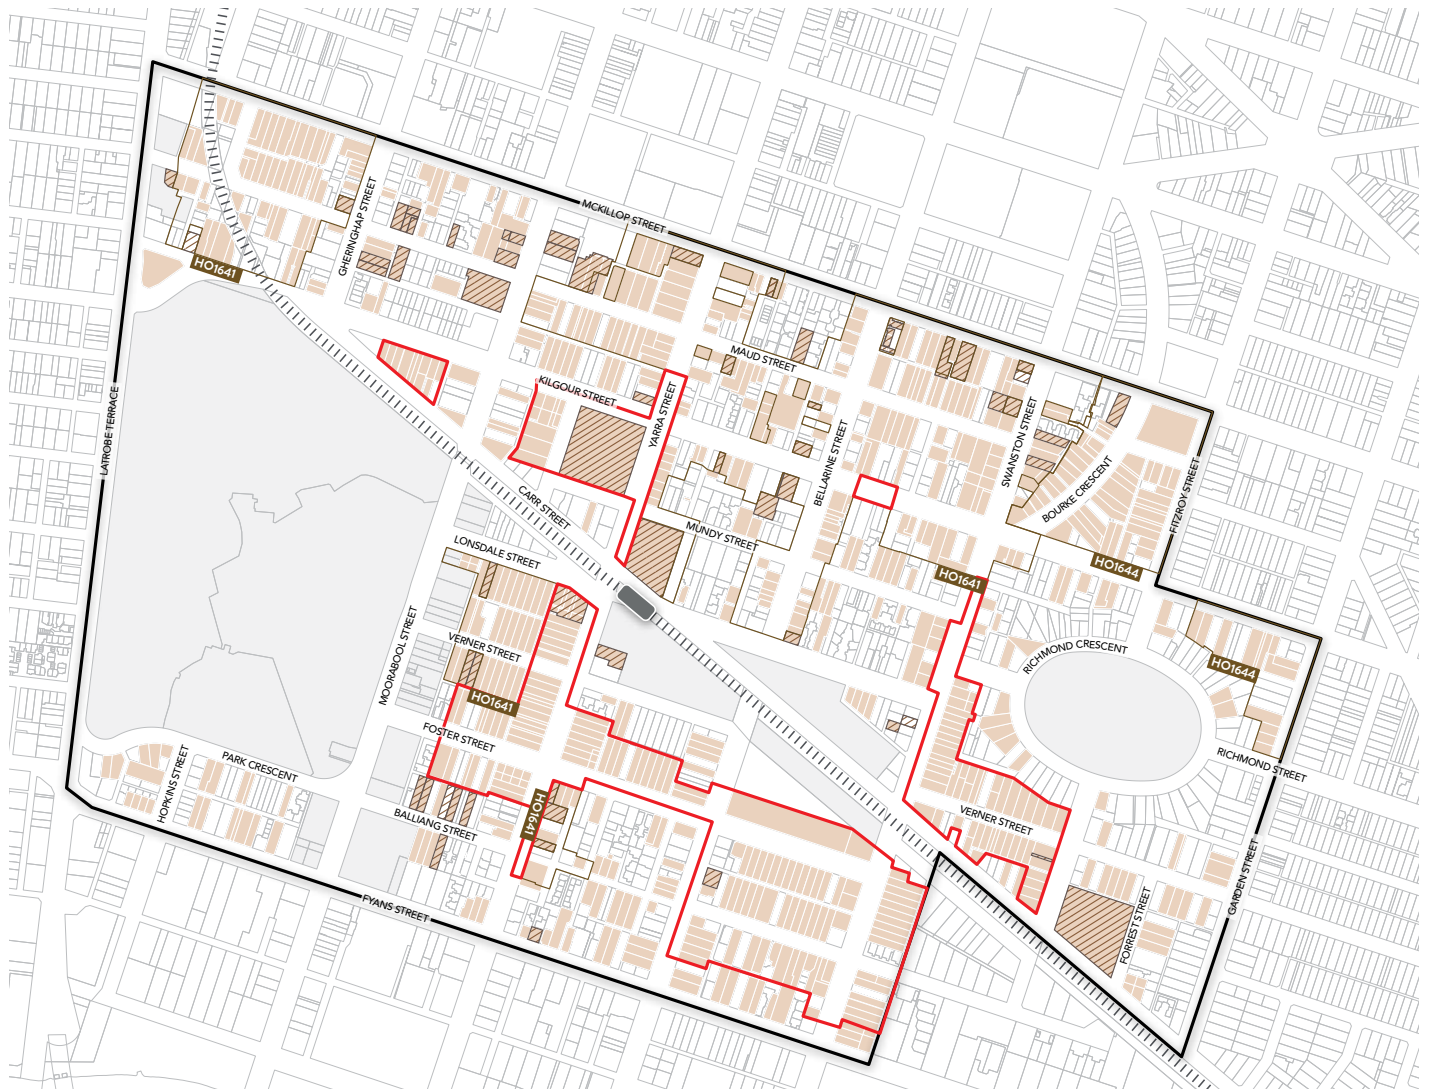 MCKILLOP STREET
GHERINGHAP STREET
HO1641
MAUD STREET
KILGOUR STREET
YARRA STREET
LATROBE TERRACE
BELLARINE STREET
SWANSTON STREET
BOURKE CRESCENT
FITZROY STREET
CARR STREET
MUNDY STREET
LONSDALE STREET
HO1641
HO1644
MOORABOOL STREET
VERNER STREET
RICHMOND CRESCENT
HO1644
HO1641
FOSTER STREET
RICHMOND STREET
HOPKINS STREET
PARK CRESCENT
HO1641
BALLIANG STREET
VERNER STREET
GARDEN STREET
FYANS STREET
FORREST STREET